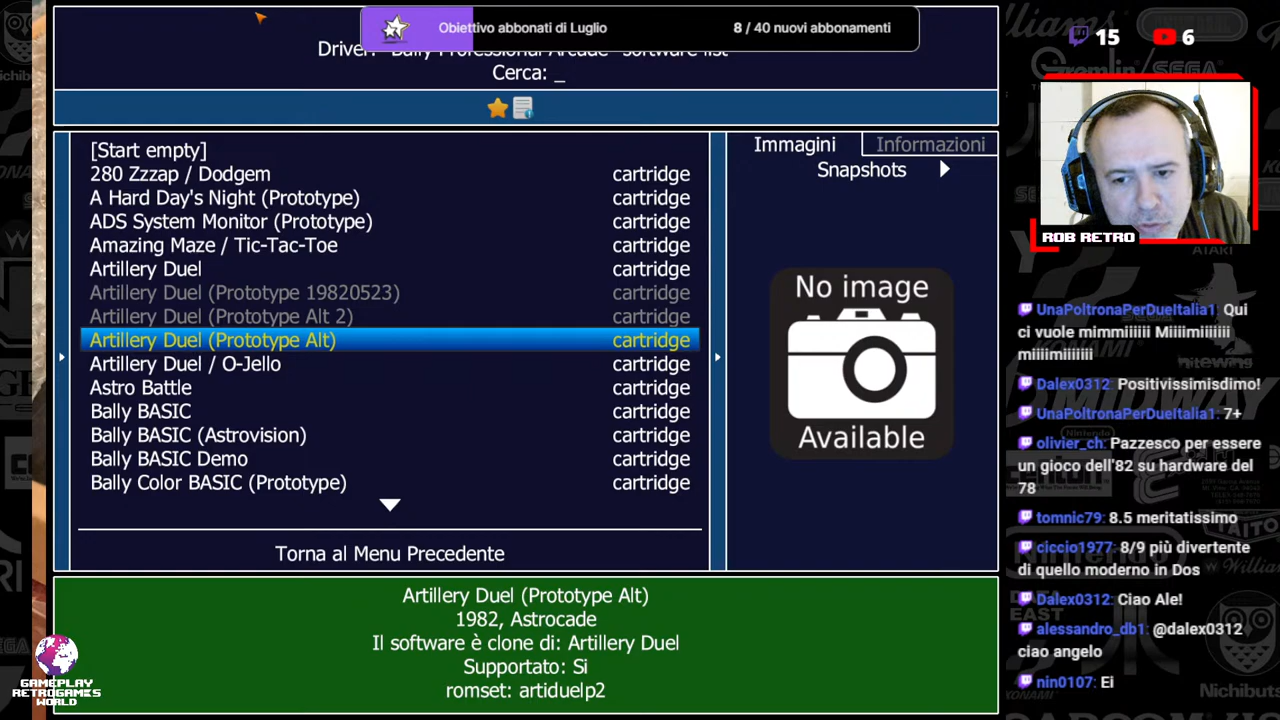 Obiettivo abbonati di Luglio 8 / 40 nuovi abbonamenti
Driver: "Bally Professional Arcade" software list
Cerca: _
15 6
[Start empty]
280 Zzzap / Dodgem cartridge
A Hard Day's Night (Prototype) cartridge
ADS System Monitor (Prototype) cartridge
Amazing Maze / Tic-Tac-Toe cartridge
Artillery Duel cartridge
Artillery Duel (Prototype 19820523) cartridge
Artillery Duel (Prototype Alt 2) cartridge
Artillery Duel (Prototype Alt) cartridge
Artillery Duel / O-Jello cartridge
Astro Battle cartridge
Bally BASIC cartridge
Bally BASIC (Astrovision) cartridge
Bally BASIC Demo cartridge
Bally Color BASIC (Prototype) cartridge
Torna al Menu Precedente
Immagini Informazioni
Snapshots
No image
Available
Artillery Duel (Prototype Alt)
1982, Astrocade
Il software è clone di: Artillery Duel
Supportato: Si
romset: artiduelp2
ROB RETRO
UnaPoltronaPerDueItalia1: Qui
ci vuole mimmiiiiii Miiiimiiiiiii
miiiimiiiiiii
Dalex0312: Positivissimisdimo!
UnaPoltronaPerDueItalia1: 7+
olivier_ch: Pazzesco per essere
un gioco dell'82 su hardware del
78
tomnic79: 8.5 meritatissimo
ciccio1977: 8/9 più divertente
di quello moderno in Dos
Dalex0312: Ciao Ale!
alessandro_db1: @dalex0312
ciao angelo
nin0107: Ei
GAMEPLAY
RETROGAMES
WORLD